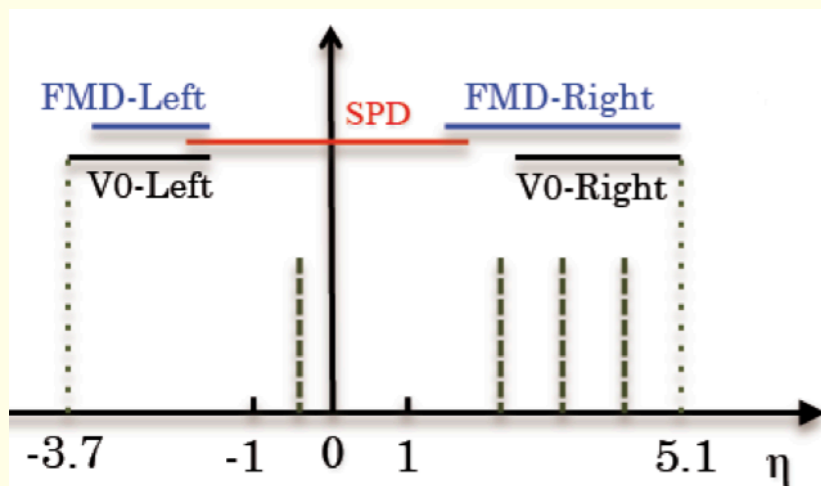 FMD-Left
SPD
FMD-Right
V0-Left
V0-Right
-3.7
-1
0
1
5.1
η